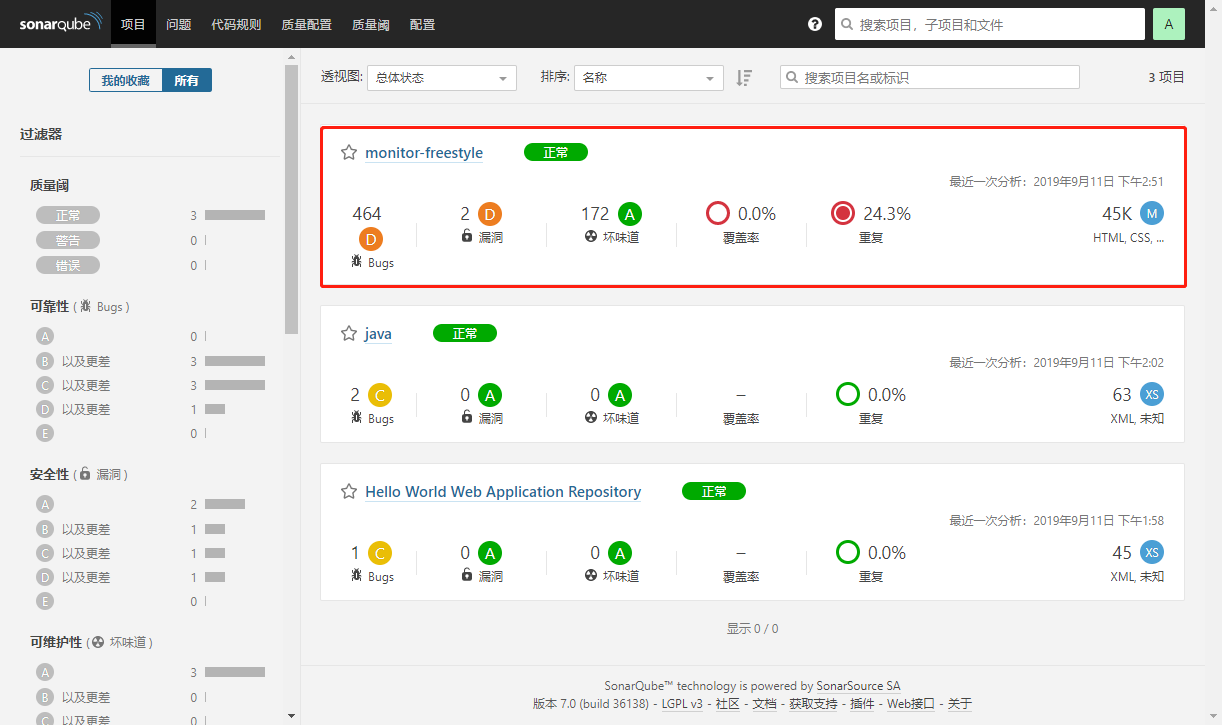 sonarqube 项目 问题 代码规则 质量配置 质量阈 配置 ? 搜索项目，子项目和文件 A
我的收藏 所有
过滤器
质量阈
正常 3
警告 0
错误 0
可靠性 ( Bugs )
A 0
B 以及更差 3
C 以及更差 3
D 以及更差 1
E 0
安全性 ( 漏洞 )
A 2
B 以及更差 1
C 以及更差 1
D 以及更差 1
E 0
可维护性 ( 坏味道 )
A 3
B 以及更差 0
C 以及更差 0
透视图: 总体状态 排序: 名称 搜索项目名或标识 3 项目
monitor-freestyle 正常
最近一次分析：2019年9月11日 下午2:51
464 D Bugs
2 D 漏洞
172 A 坏味道
0.0% 覆盖率
24.3% 重复
45K M
HTML, CSS, ...
java 正常
最近一次分析：2019年9月11日 下午2:02
2 C Bugs
0 A 漏洞
0 A 坏味道
– 覆盖率
0.0% 重复
63 XS
XML, 未知
Hello World Web Application Repository 正常
最近一次分析：2019年9月11日 下午1:58
1 C Bugs
0 A 漏洞
0 A 坏味道
– 覆盖率
0.0% 重复
45 XS
XML, 未知
显示 0 / 0
SonarQube™ technology is powered by SonarSource SA
版本 7.0 (build 36138) - LGPL v3 - 社区 - 文档 - 获取支持 - 插件 - Web接口 - 关于